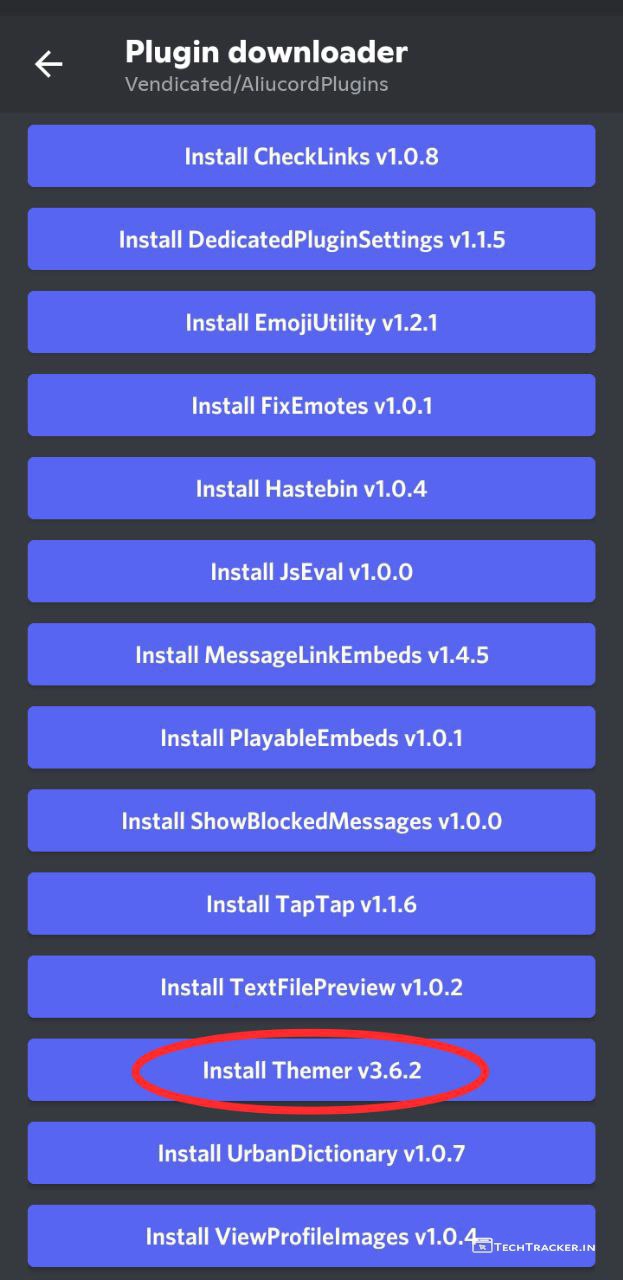 Plugin downloader
Vendicated/AliucordPlugins
Install CheckLinks v1.0.8
Install DedicatedPluginSettings v1.1.5
Install EmojiUtility v1.2.1
Install FixEmotes v1.0.1
Install Hastebin v1.0.4
Install JsEval v1.0.0
Install MessageLinkEmbeds v1.4.5
Install PlayableEmbeds v1.0.1
Install ShowBlockedMessages v1.0.0
Install TapTap v1.1.6
Install TextFilePreview v1.0.2
Install Themer v3.6.2
Install UrbanDictionary v1.0.7
Install ViewProfileImages v1.0.4
TECHTRACKER.IN